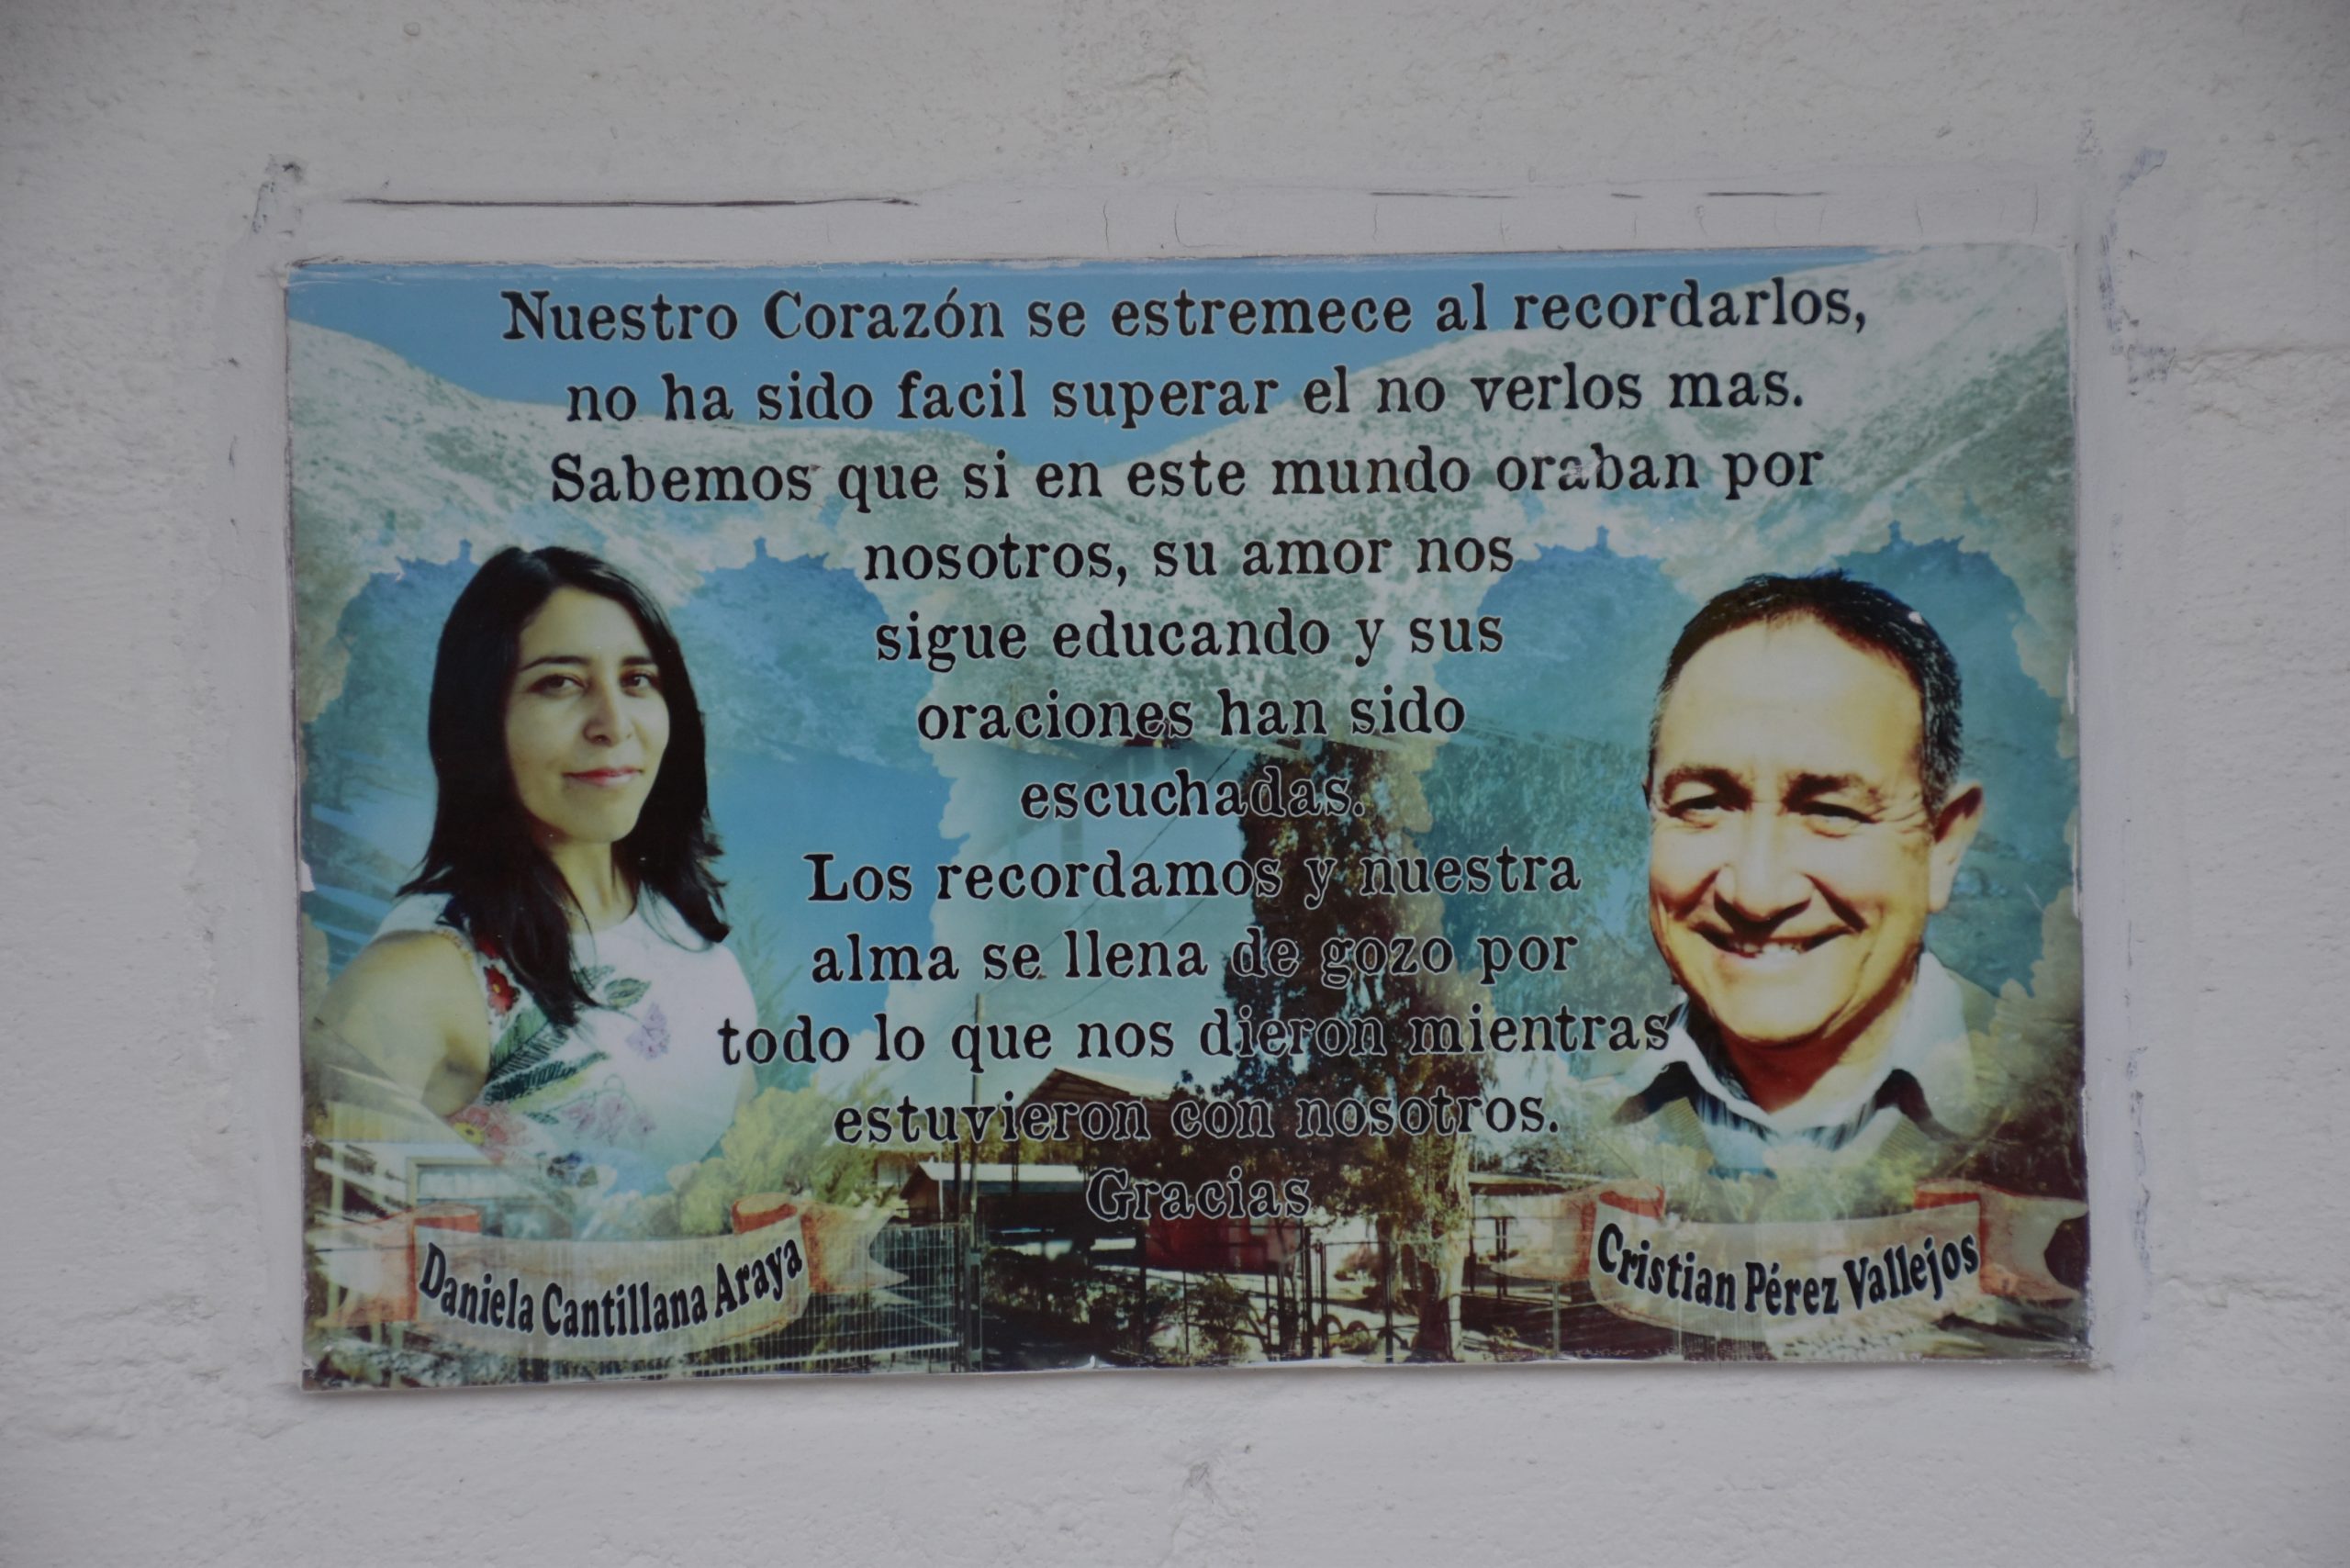 Nuestro Corazón se estremece al recordarlos,
no ha sido facil superar el no verlos mas.
Sabemos que si en este mundo oraban por
nosotros, su amor nos
sigue educando y sus
oraciones han sido
escuchadas.
Los recordamos y nuestra
alma se llena de gozo por
todo lo que nos dieron mientras
estuvieron con nosotros.
Gracias
Daniela Cantillana Araya
Cristian Pérez Vallejos